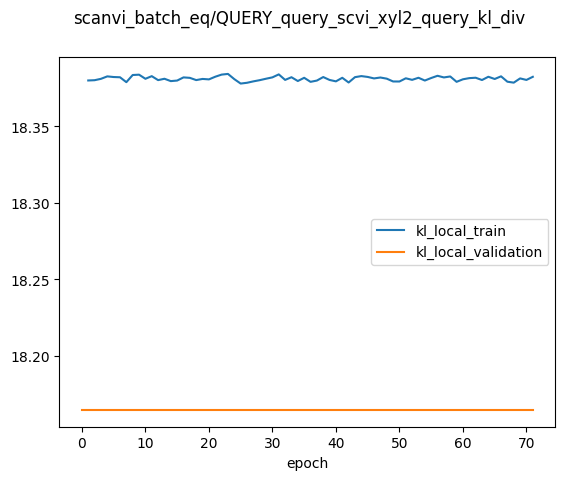 scanvi_batch_eq/QUERY_query_scvi_xyl2_query_kl_div
18.35
18.30
18.25
18.20
kl_local_train
kl_local_validation
0 10 20 30 40 50 60 70
epoch